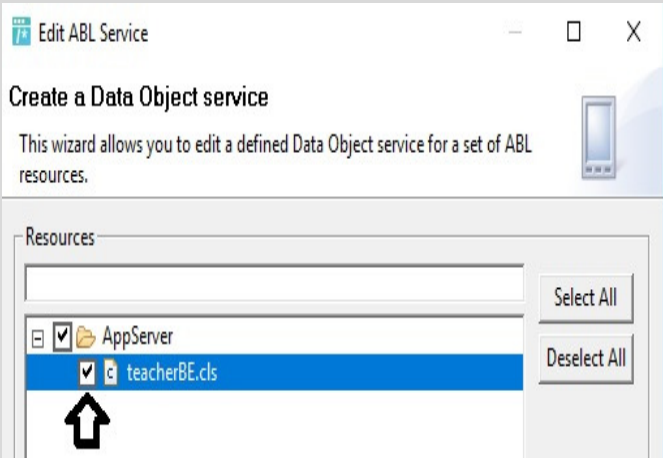 Edit ABL Service
Create a Data Object service
This wizard allows you to edit a defined Data Object service for a set of ABL
resources.
Resources
Select All
AppServer
Deselect All
teacherBE.cls